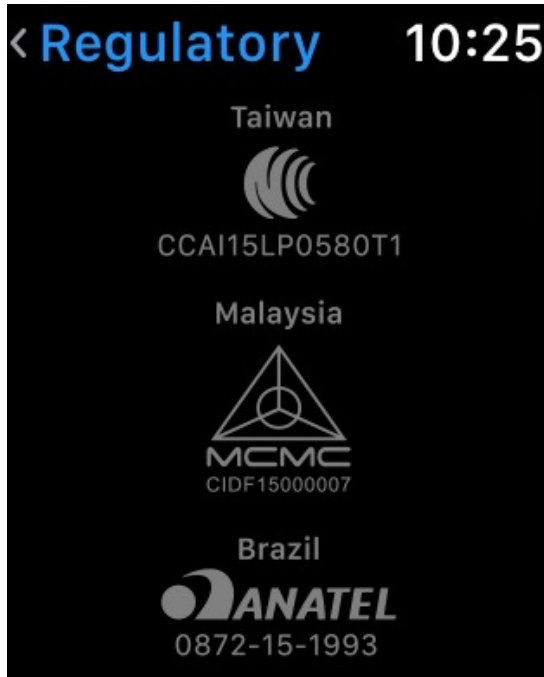 < Regulatory 10:25
Taiwan
CCAI15LP0580T1
Malaysia
MCMC
CIDF15000007
Brazil
ANATEL
0872-15-1993